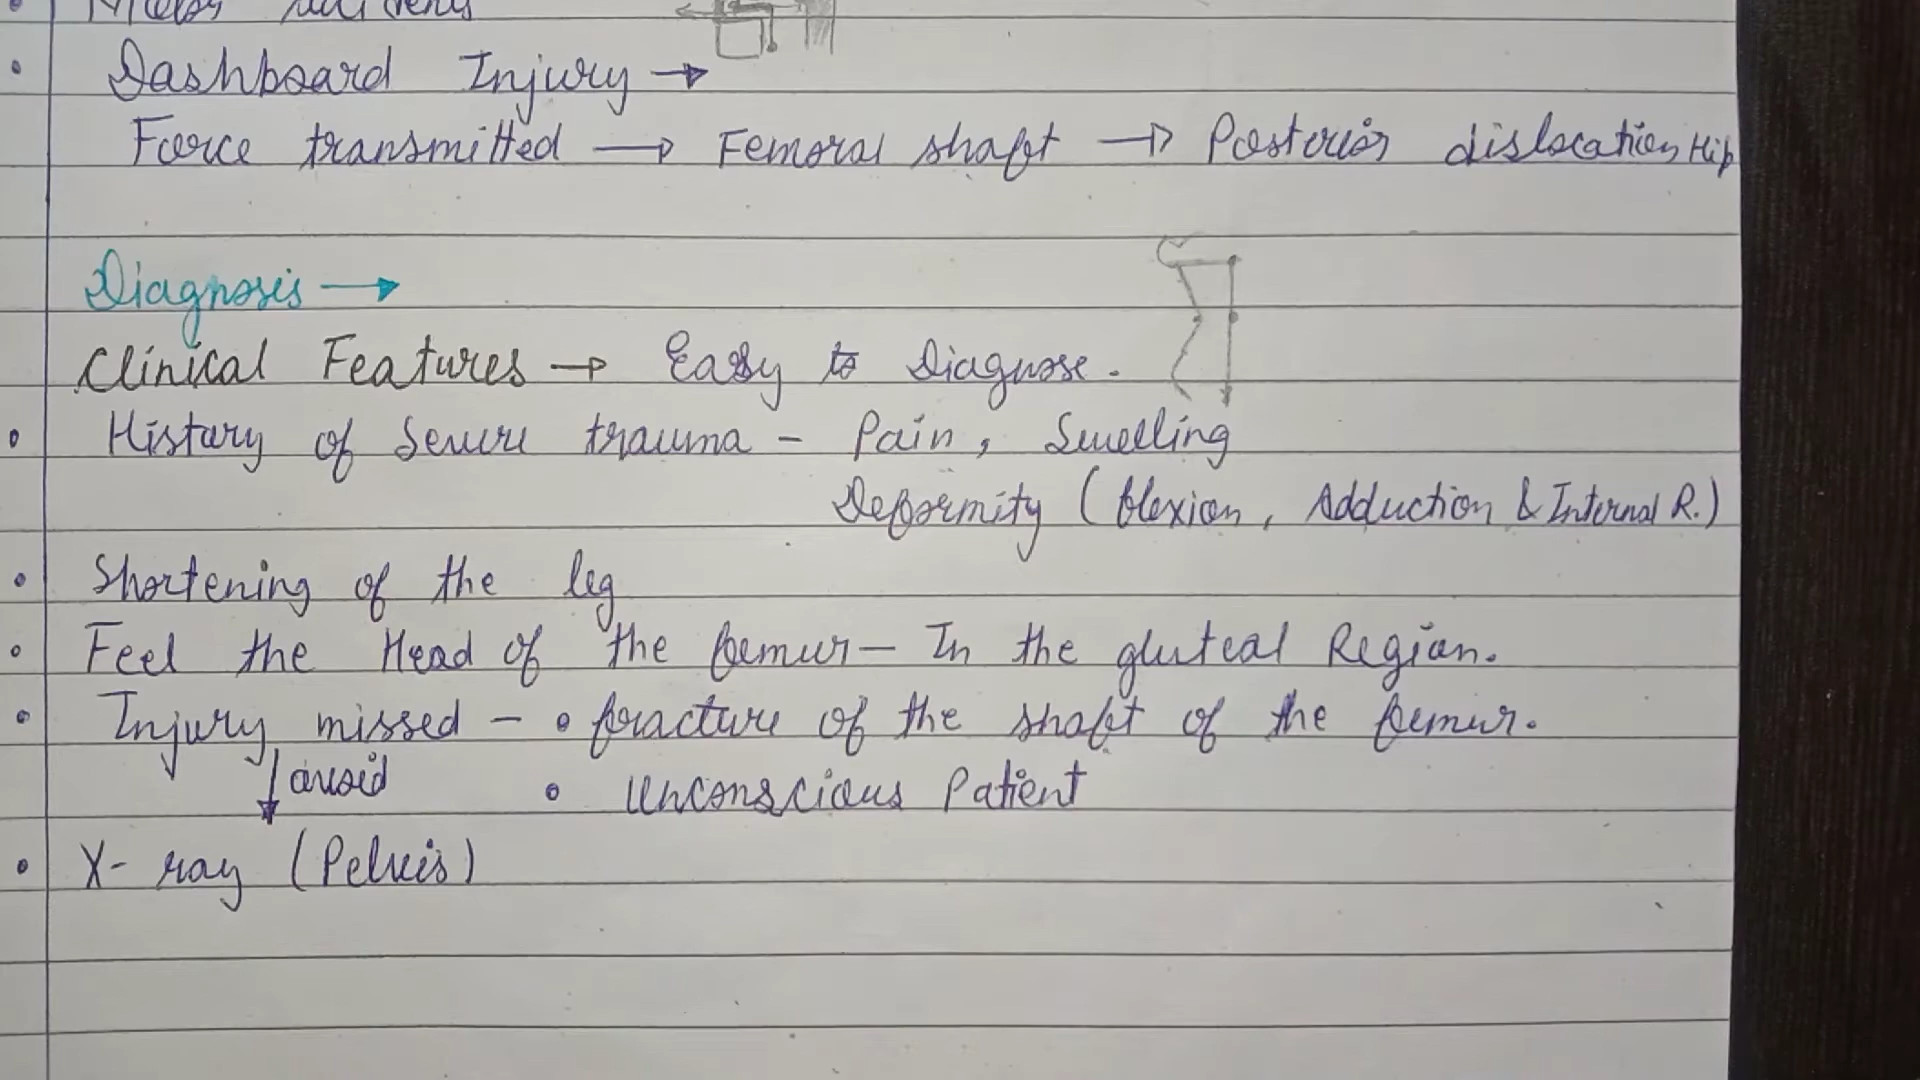 Dashboard Injury →
Force transmitted → Femoral shaft → Posterior dislocation Hip
Diagnosis →
Clinical Features → Easy to Diagnose.
History of Severe trauma - Pain, Swelling
Deformity (flexion, Adduction & Internal R.)
Shortening of the leg
Feel the Head of the femur - In the gluteal Region.
Injury missed - • fracture of the shaft of the femur.
↓ avoid • Unconscious Patient
X-ray (Pelvis)